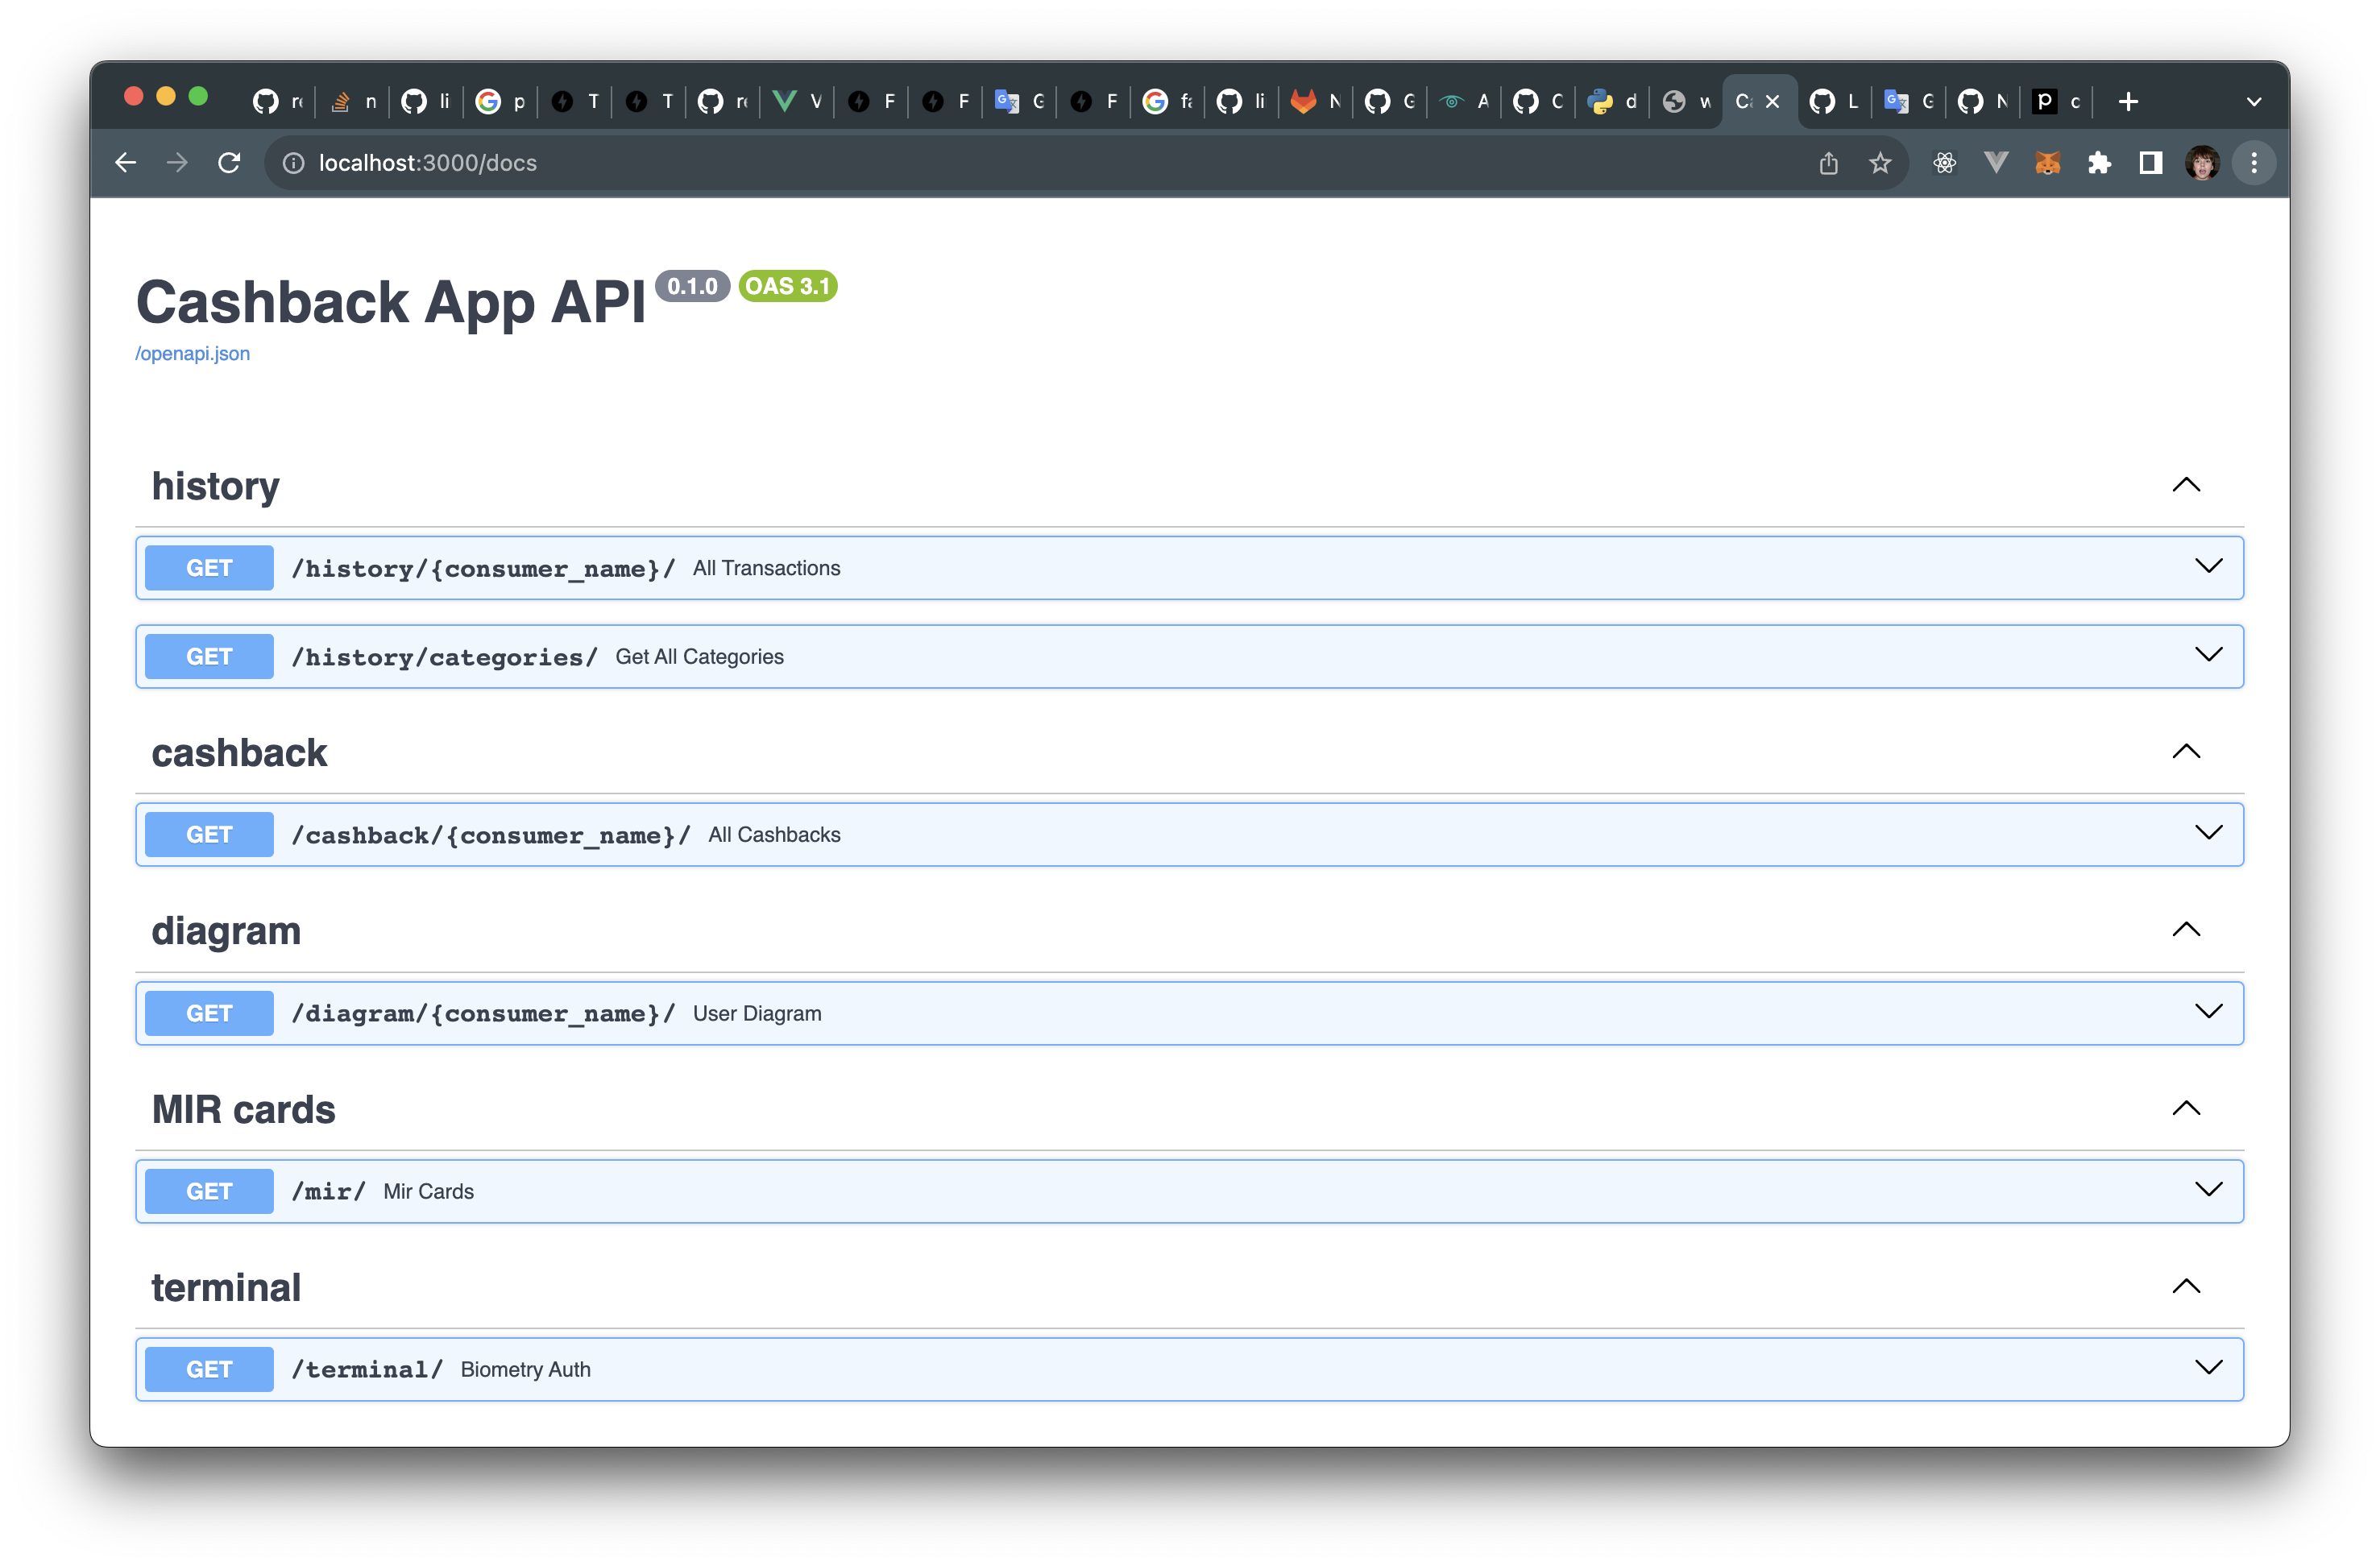 localhost:3000/docs
Cashback App API 0.1.0 OAS 3.1
/openapi.json
history
GET /history/{consumer_name}/ All Transactions
GET /history/categories/ Get All Categories
cashback
GET /cashback/{consumer_name}/ All Cashbacks
diagram
GET /diagram/{consumer_name}/ User Diagram
MIR cards
GET /mir/ Mir Cards
terminal
GET /terminal/ Biometry Auth